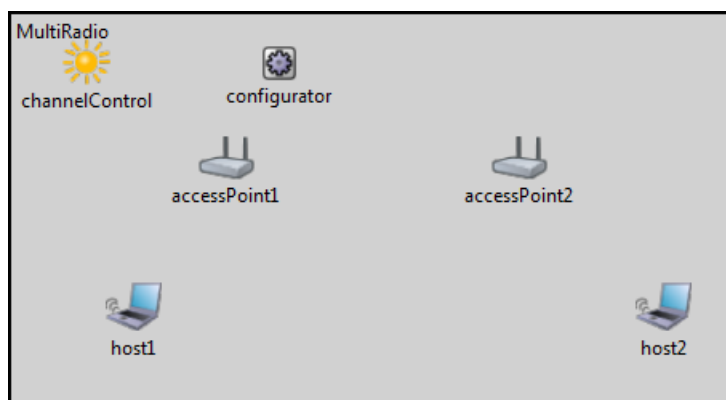 MultiRadio
channelControl
configurator
accessPoint1
accessPoint2
host1
host2